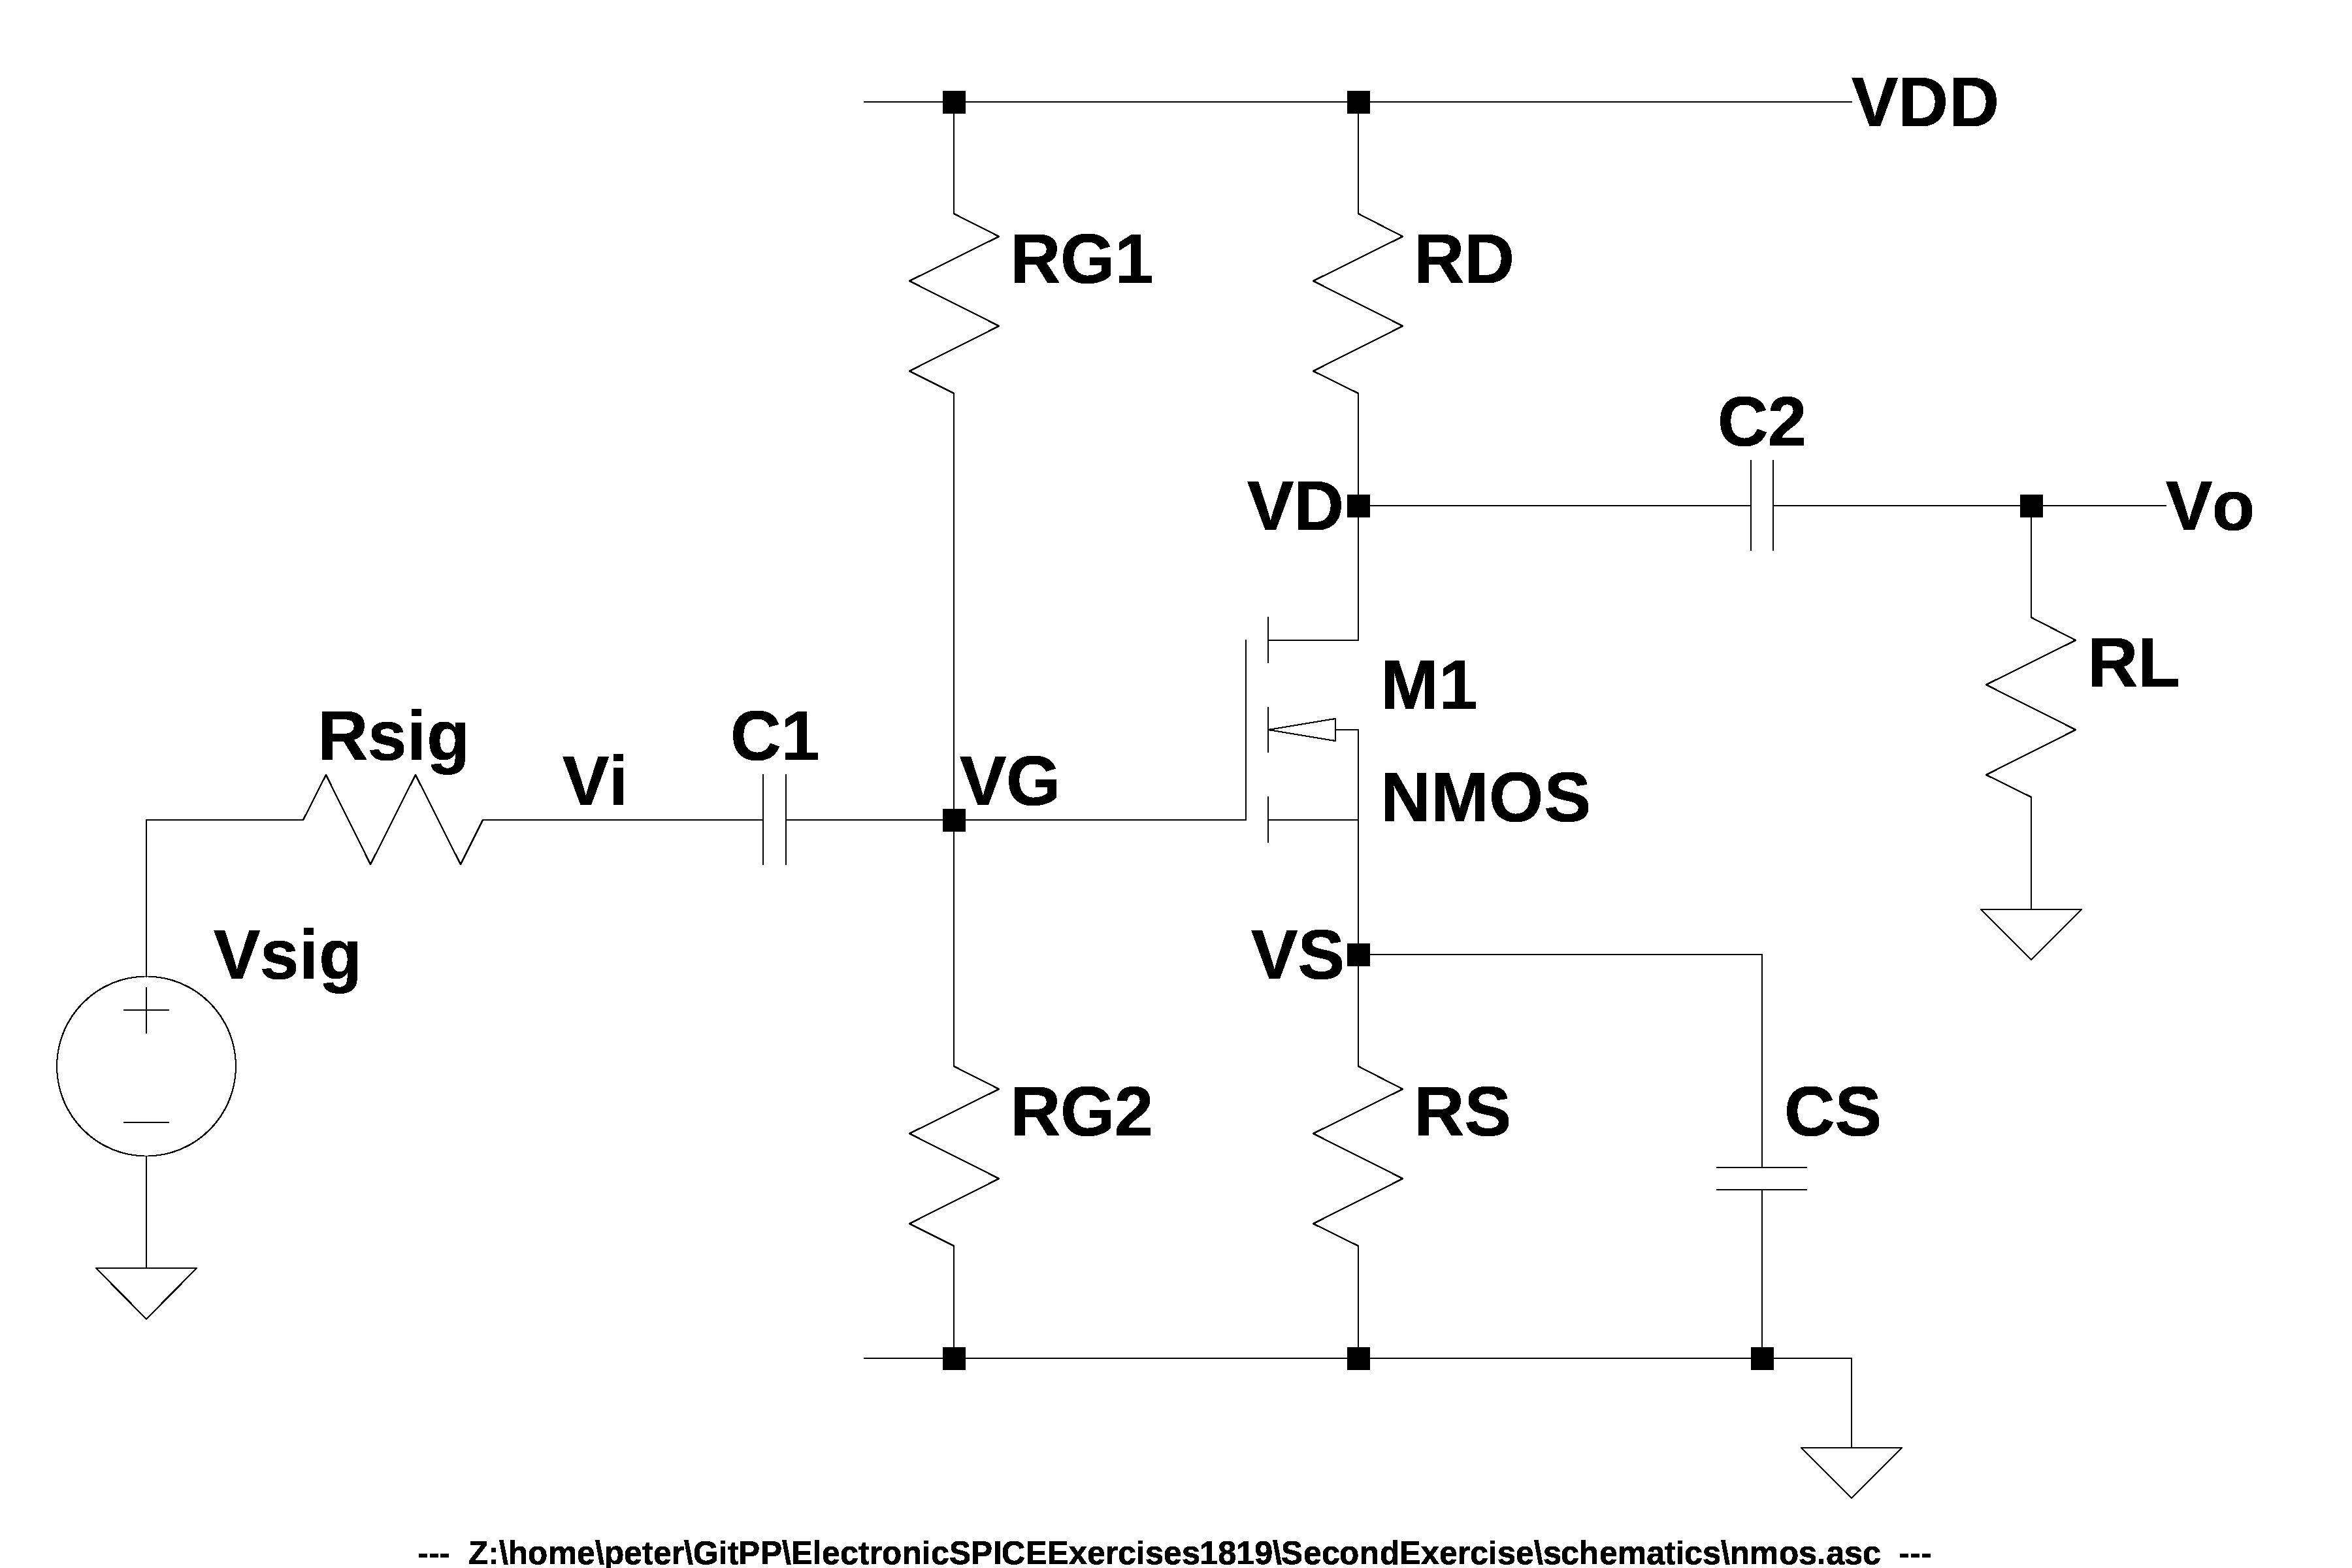 VDD
RG1
RD
C2
VD
Vo
M1
RL
Rsig
Vi
C1
VG
NMOS
Vsig
VS
RG2
RS
CS
--- Z:\home\peter\GitPP\ElectronicSPICEExercises1819\SecondExercise\schematics\nmos.asc ---